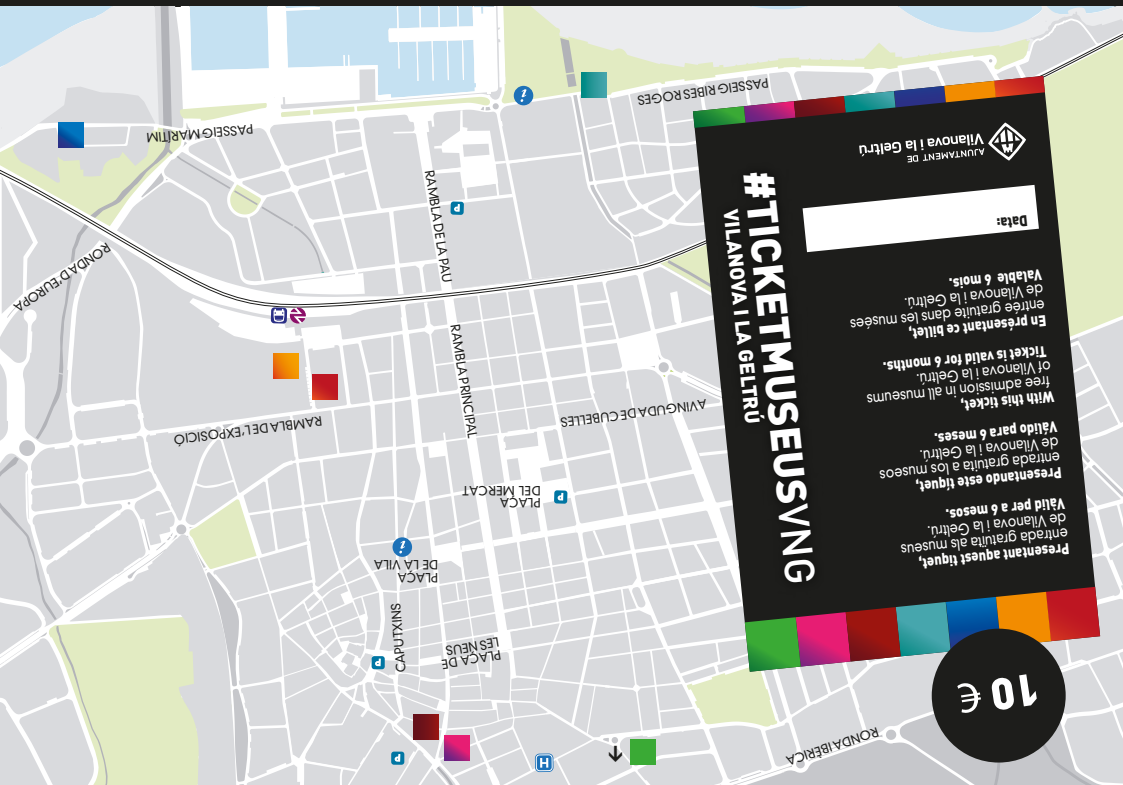 10 €
Presentant aquest tiquet,
entrada gratuïta als museus
de Vilanova i la Geltrú.
Vàlid per a 6 mesos.
Presentando este tíquet,
entrada gratuita a los museos
de Vilanova i la Geltrú.
Válido para 6 meses.
With this ticket,
free admission in all museums
of Vilanova i la Geltrú.
Ticket is valid for 6 months.
En présentant ce billet,
entrée gratuite dans les musées
de Vilanova i la Geltrú.
Valable 6 mois.
Data:
AJUNTAMENT DE
Vilanova i la Geltrú
#TICKETMUSEUSVNG
VILANOVA I LA GELTRÚ
RONDA IBÈRICA
H
P
P
PLAÇA DE
LES NEUS
CAPUTXINS
PLAÇA
DE LA VILA
i
PLAÇA
DEL MERCAT
P
AVINGUDA DE CUBELLES
RAMBLA DEL EXPOSICIÓ
RAMBLA PRINCIPAL
RONDA D'EUROPA
RAMBLA DE LA PAU
P
PASSEIG MARÍTIM
PASSEIG RIBES ROGES
i